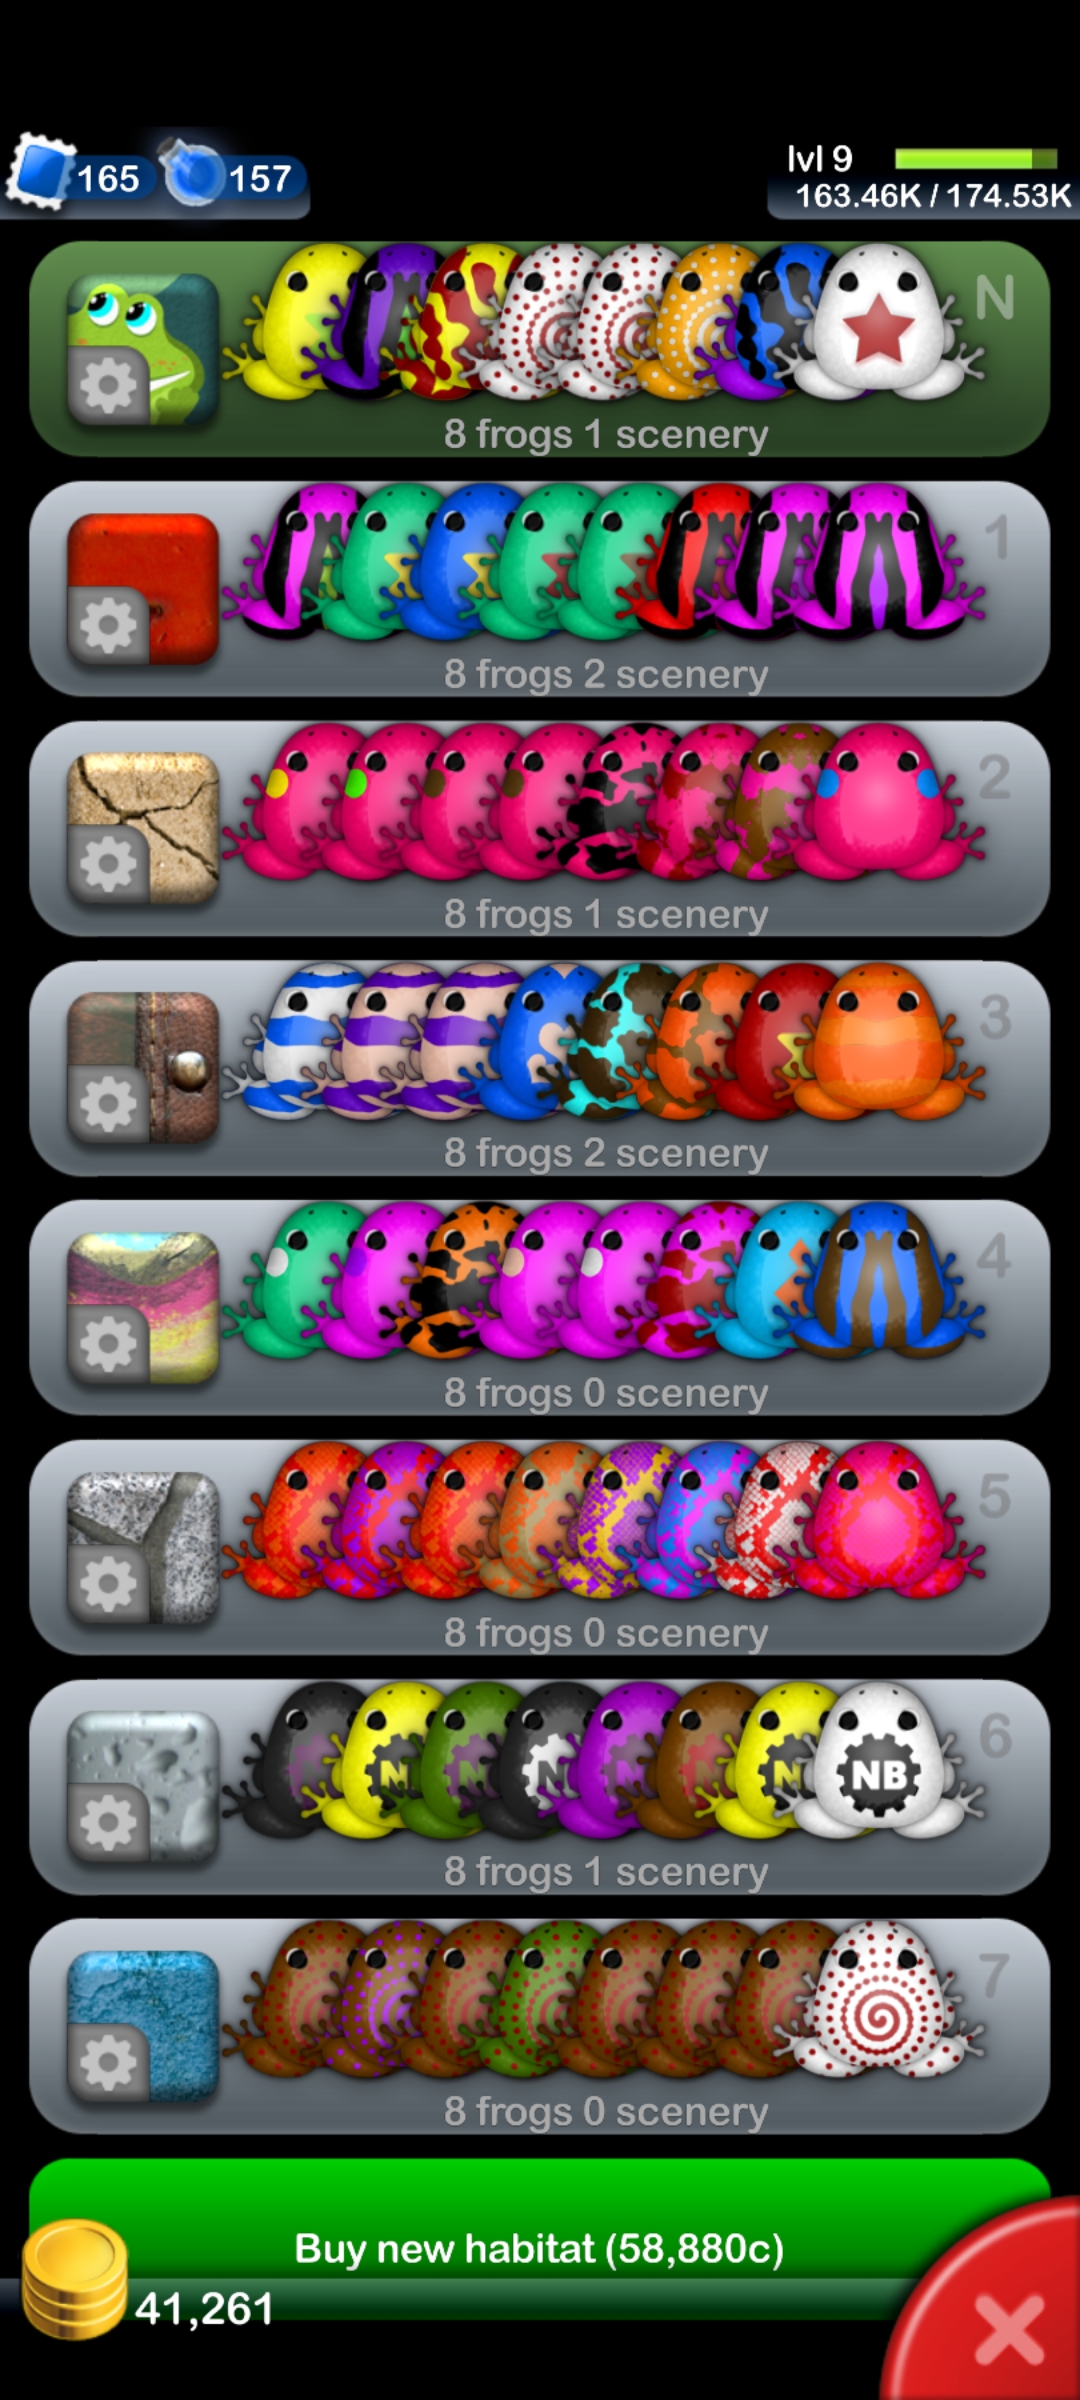 165 157
lvl 9
163.46K / 174.53K
N
8 frogs 1 scenery
1
8 frogs 2 scenery
2
8 frogs 1 scenery
3
8 frogs 2 scenery
4
8 frogs 0 scenery
5
8 frogs 0 scenery
6
N N N N N N N NB
8 frogs 1 scenery
7
8 frogs 0 scenery
Buy new habitat (58,880c)
41,261